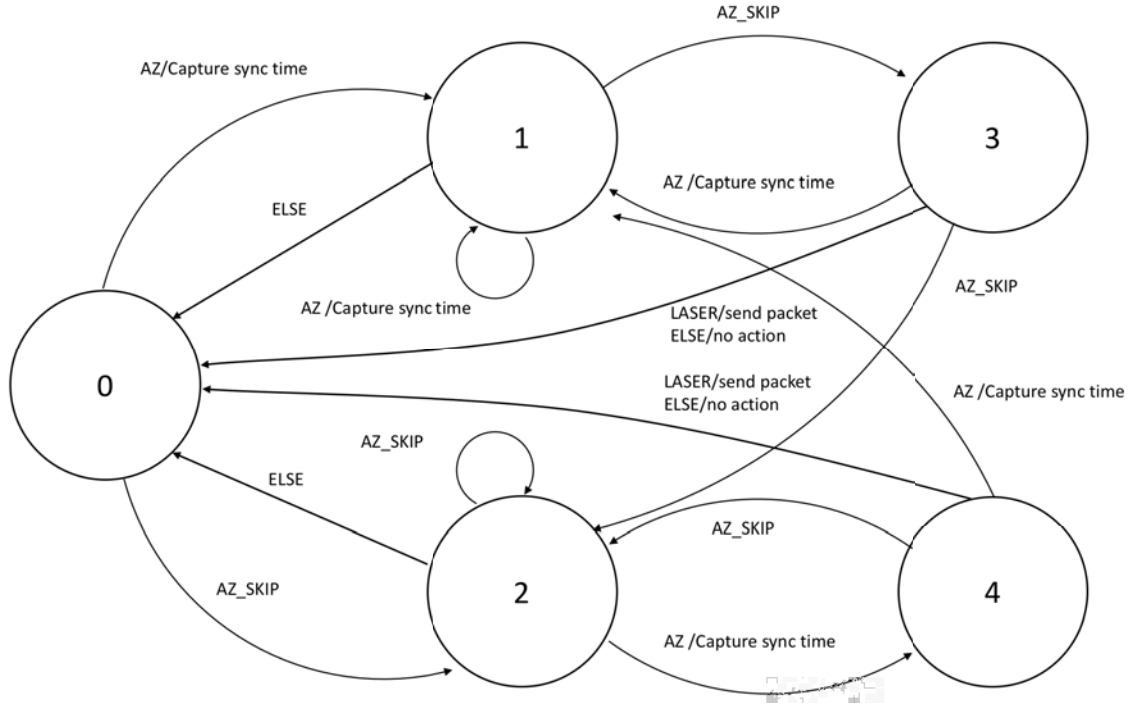 AZ_SKIP
AZ/Capture sync time
1
3
AZ /Capture sync time
ELSE
AZ_SKIP
AZ /Capture sync time
LASER/send packet
ELSE/no action
0
LASER/send packet
ELSE/no action
AZ /Capture sync time
AZ_SKIP
ELSE
AZ_SKIP
AZ_SKIP
2
4
AZ /Capture sync time